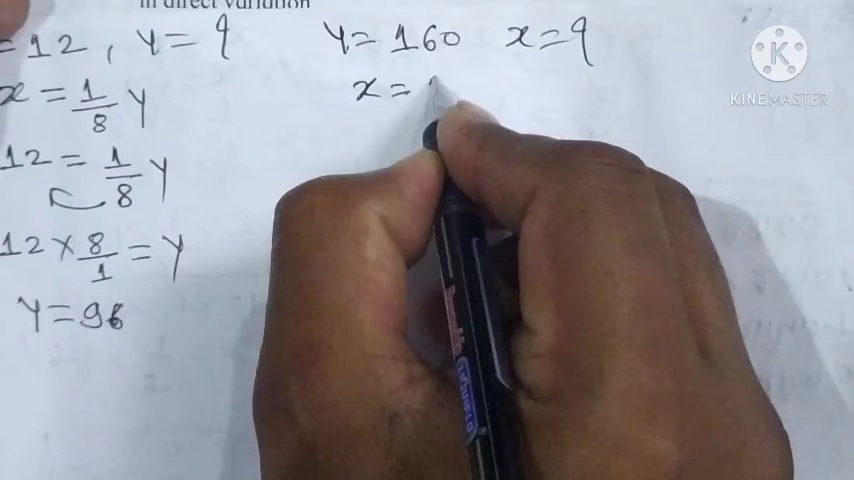 in direct variation
=12, y=9
x = 1/8 y
12 = 1/8 y
12 × 8/1 = y
y=96
y= 160 x=9
x =
KINEMASTER